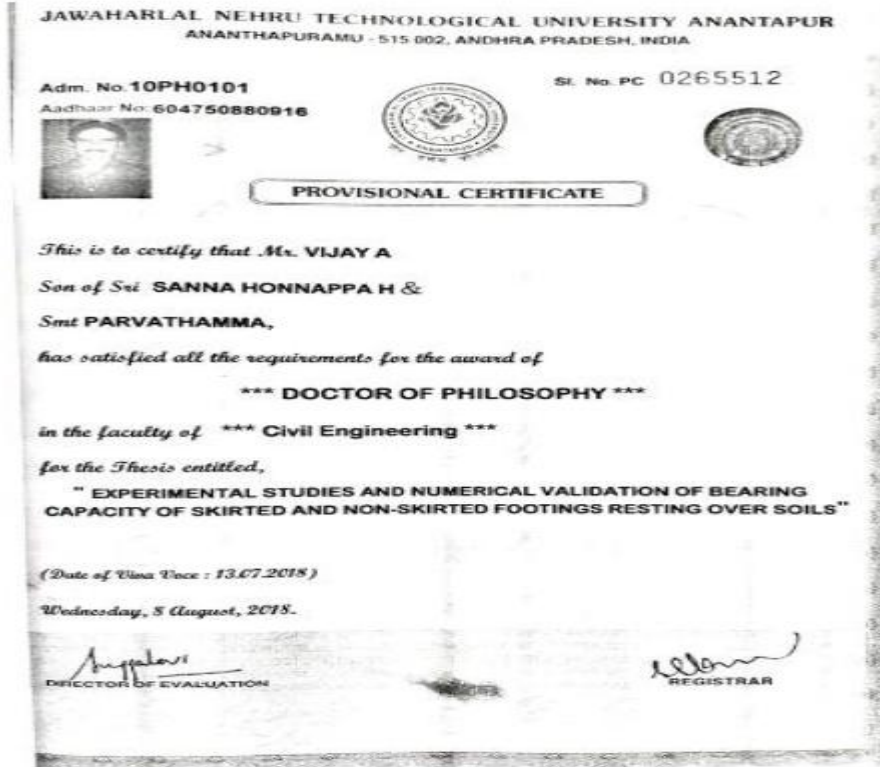 JAWAHARLAL NEHRU TECHNOLOGICAL UNIVERSITY ANANTAPUR
ANANTHAPURAMU - 515 002, ANDHRA PRADESH, INDIA
Adm. No. 10PH0101
Sl. No. PC 0265512
Aadhaar No: 604750880916
PROVISIONAL CERTIFICATE
This is to certify that Mr. VIJAY A
Son of Sri SANNA HONNAPPA H &
Smt PARVATHAMMA,
has satisfied all the requirements for the award of
*** DOCTOR OF PHILOSOPHY ***
in the faculty of *** Civil Engineering ***
for the Thesis entitled,
" EXPERIMENTAL STUDIES AND NUMERICAL VALIDATION OF BEARING
CAPACITY OF SKIRTED AND NON-SKIRTED FOOTINGS RESTING OVER SOILS"
(Date of Viva Voce : 13.07.2018)
Wednesday, 8 August, 2018.
DIRECTOR OF EVALUATION
REGISTRAR